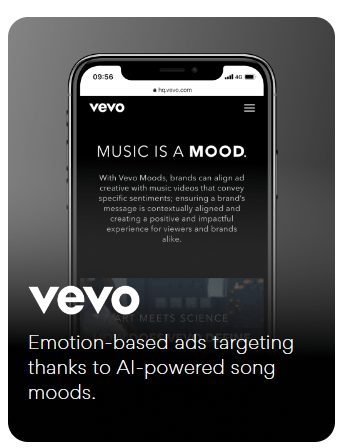 09:56
4G
hq.vevo.com
vevo
MUSIC IS A MOOD.
With Vevo Moods, brands can align ad
creative with music videos that convey
specific sentiments; ensuring a brand's
message is contextually aligned and
creating a positive and impactful
experience for viewers and brands
alike.
ART MEETS SCIENCE
vevo
Emotion-based ads targeting
thanks to AI-powered song
moods.